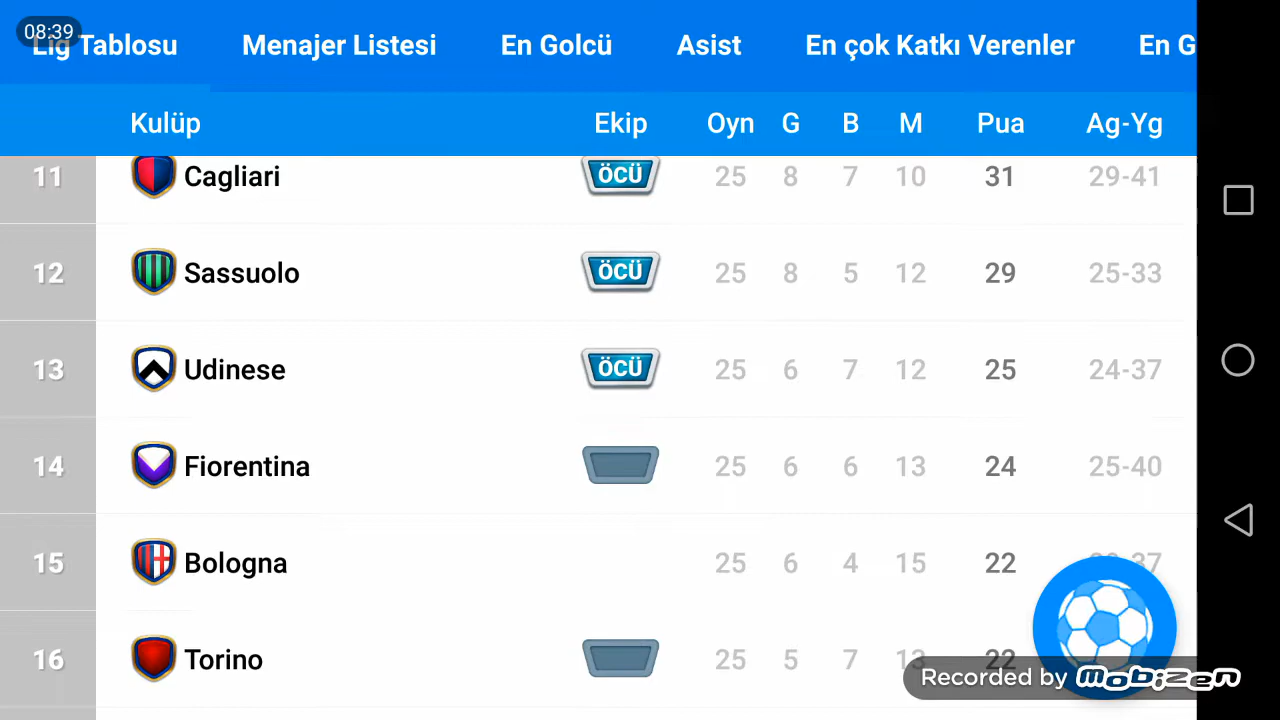 08:39
Lig Tablosu Menajer Listesi En Golcü Asist En çok Katkı Verenler En G
Kulüp Ekip Oyn G B M Pua Ag-Yg
11 Cagliari ÖCÜ 25 8 7 10 31 29-41
12 Sassuolo ÖCÜ 25 8 5 12 29 25-33
13 Udinese ÖCÜ 25 6 7 12 25 24-37
14 Fiorentina 25 6 6 13 24 25-40
15 Bologna 25 6 4 15 22
16 Torino 25 5 7 13 22
Recorded by Mobizen